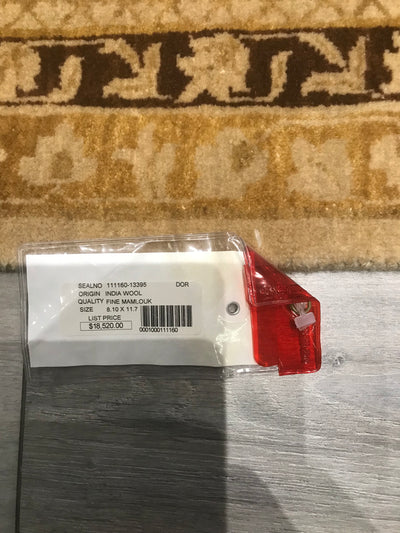 SEALNO 111160-13395 DOR
ORIGIN INDIA WOOL
QUALITY FINE MAMLOUK
SIZE 8.10 X 11.7
LIST PRICE
$18,520.00
0001000111160